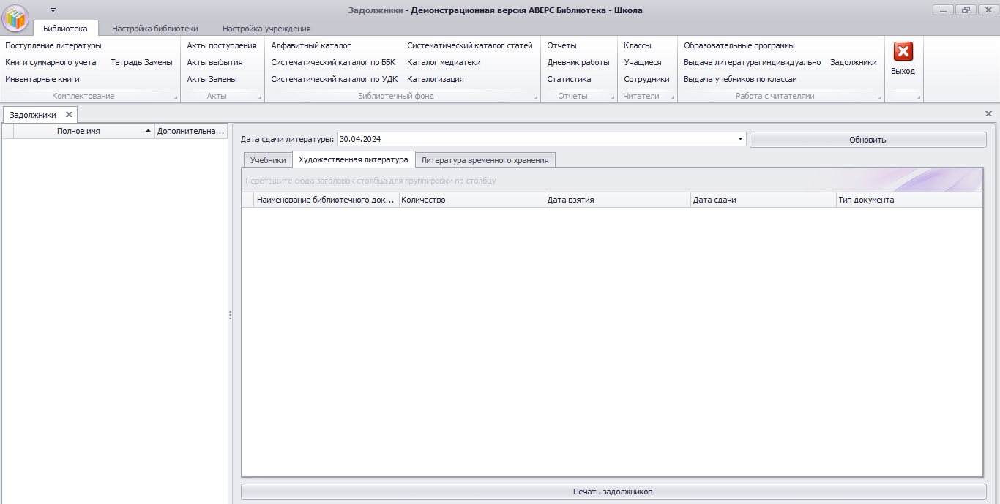 Задолжники - Демонстрационная версия АВЕРС Библиотека - Школа
Библиотека
Настройка библиотеки
Настройка учреждения
Поступление литературы
Книги суммарного учета
Тетрадь Замены
Инвентарные книги
Комплектование
Акты поступления
Акты выбытия
Акты Замены
Акты
Алфавитный каталог
Систематический каталог статей
Систематический каталог по ББК
Каталог медиатеки
Систематический каталог по УДК
Каталогизация
Библиотечный фонд
Отчеты
Дневник работы
Статистика
Отчеты
Классы
Учащиеся
Сотрудники
Читатели
Образовательные программы
Выдача литературы индивидуально
Задолжники
Выдача учебников по классам
Работа с читателями
Выход
Задолжники
Полное имя
Дополнительна...
Дата сдачи литературы:
30.04.2024
Обновить
Учебники
Художественная литература
Литература временного хранения
Перетащите сюда заголовок столбца для группировки по столбцу
Наименование библиотечного док...
Количество
Дата взятия
Дата сдачи
Тип документа
Печать задолжников